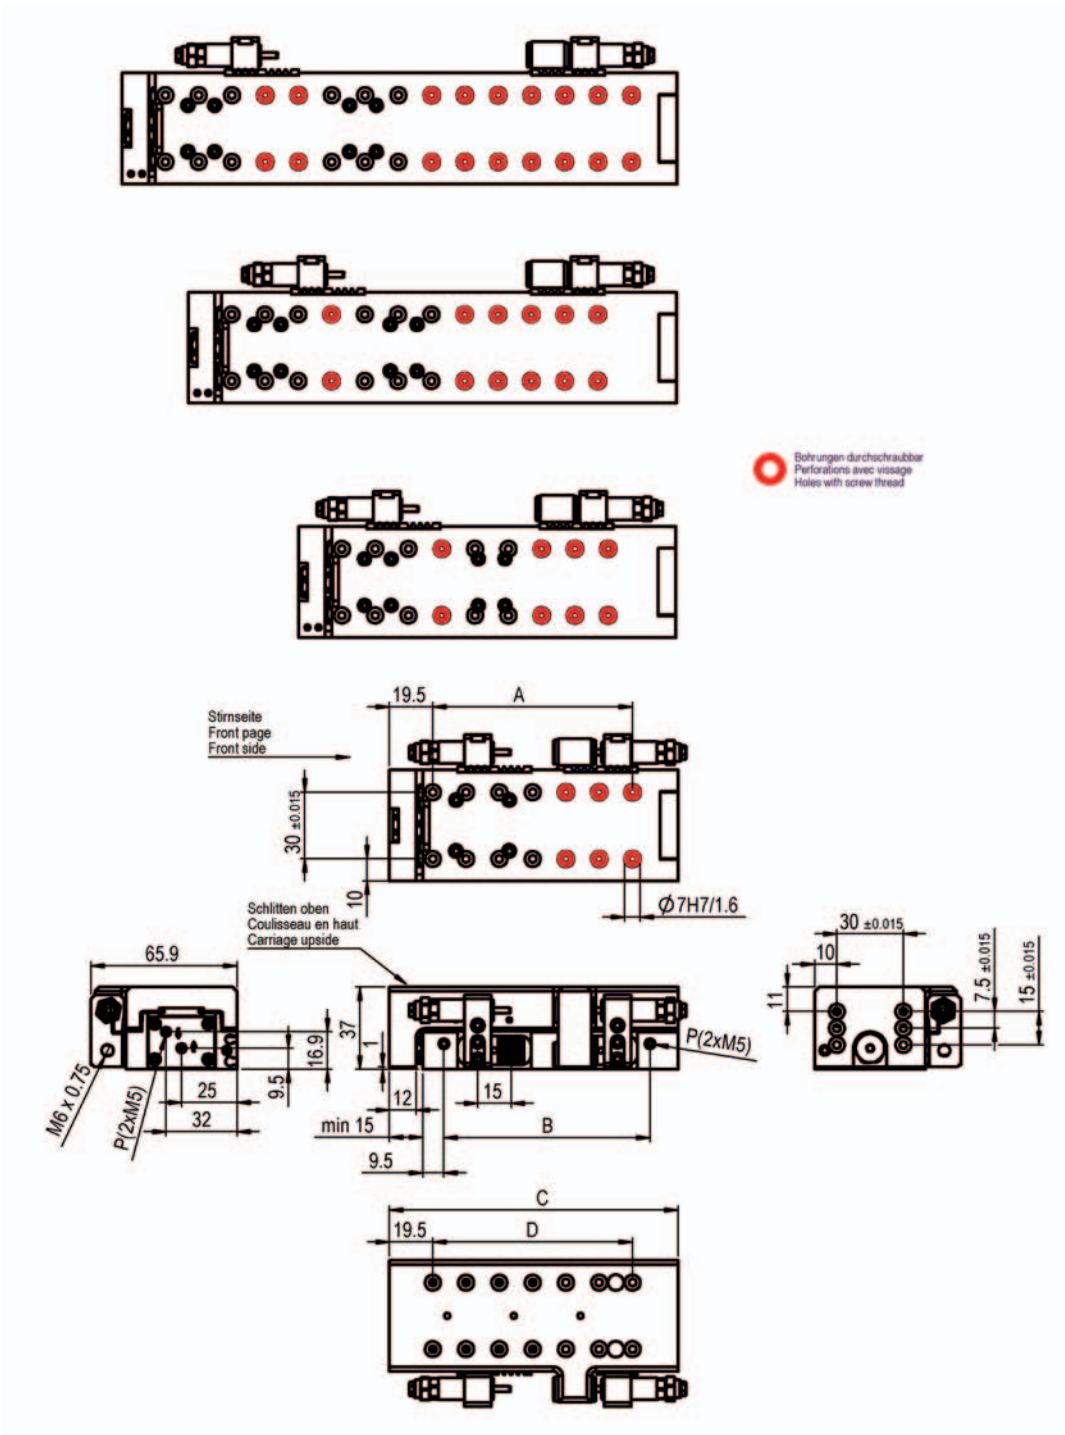 Bohrungen durchschraubbar
Perforations avec vissage
Holes with screw thread
19.5
A
Stirnseite
Front page
Front side
30 ±0.015
10
Ø 7H7/1.6
Schlitten oben
Coulisseau en haut
Carriage upside
65.9
16.9
9.5
25
32
M6 x 0.75
P(2xM5)
37
1
12
15
min 15
B
9.5
P(2xM5)
30 ±0.015
10
11
7.5 ±0.015
15 ±0.015
C
19.5
D